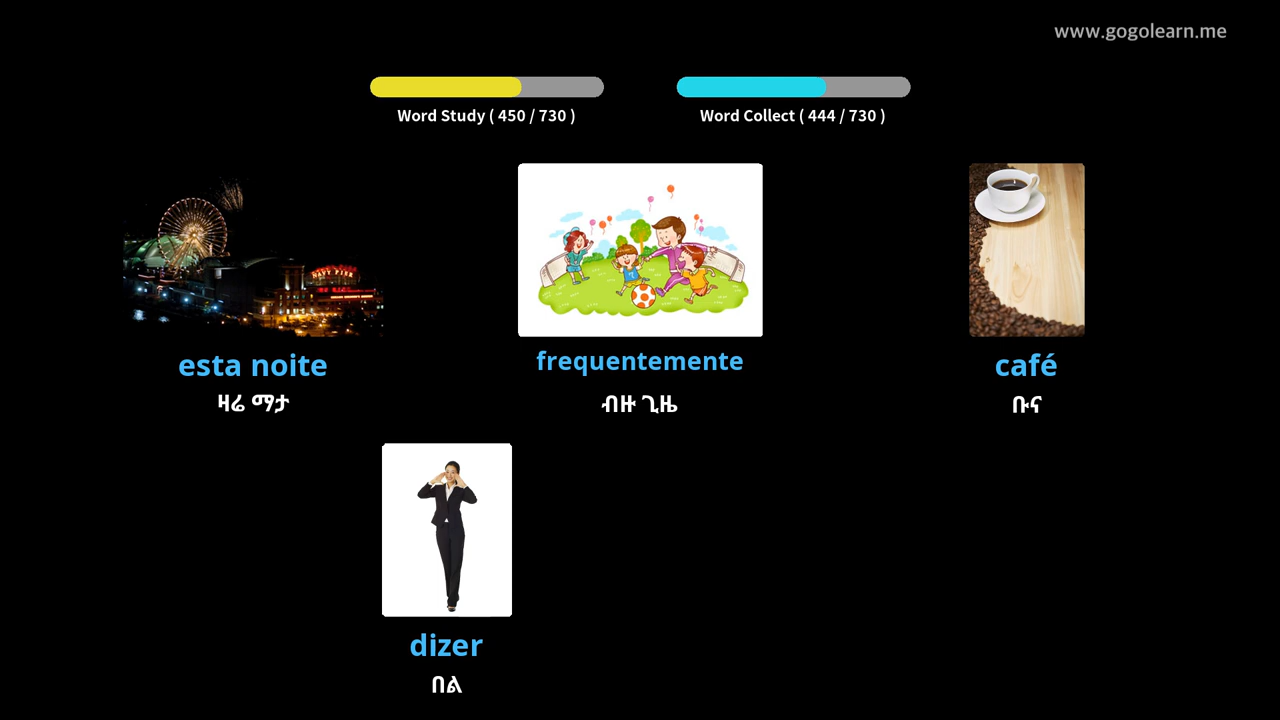 www.gogolearn.me
Word Study ( 450 / 730 )
Word Collect ( 444 / 730 )
esta noite
ዛሬ ማታ
frequentemente
ብዙ ጊዜ
café
ቡና
dizer
በል